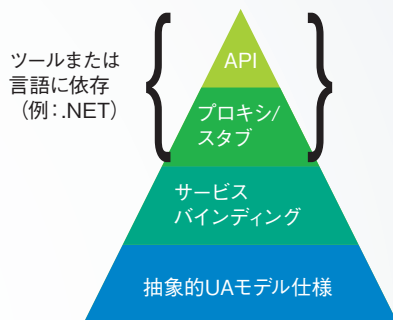 ツールまたは
言語に依存
（例：.NET）
API
プロキシ/
スタブ
サービス
バインディング
抽象的UAモデル仕様